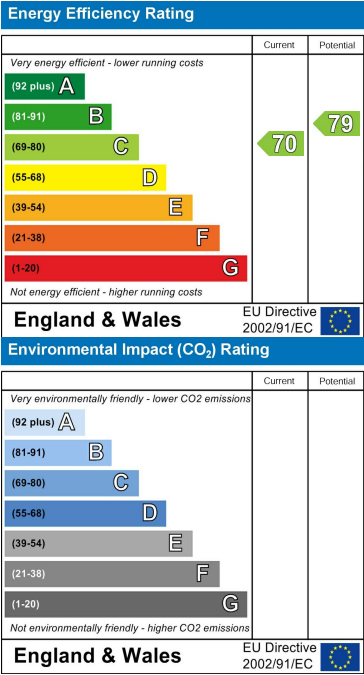 Energy Efficiency Rating
Current
Potential
Very energy efficient - lower running costs
(92 plus) A
(81-91) B
(69-80) C
(55-68) D
(39-54) E
(21-38) F
(1-20) G
70
79
Not energy efficient - higher running costs
England & Wales
EU Directive
2002/91/EC
Environmental Impact (CO₂) Rating
Current
Potential
Very environmentally friendly - lower CO2 emissions
(92 plus) A
(81-91) B
(69-80) C
(55-68) D
(39-54) E
(21-38) F
(1-20) G
Not environmentally friendly - higher CO2 emissions
England & Wales
EU Directive
2002/91/EC